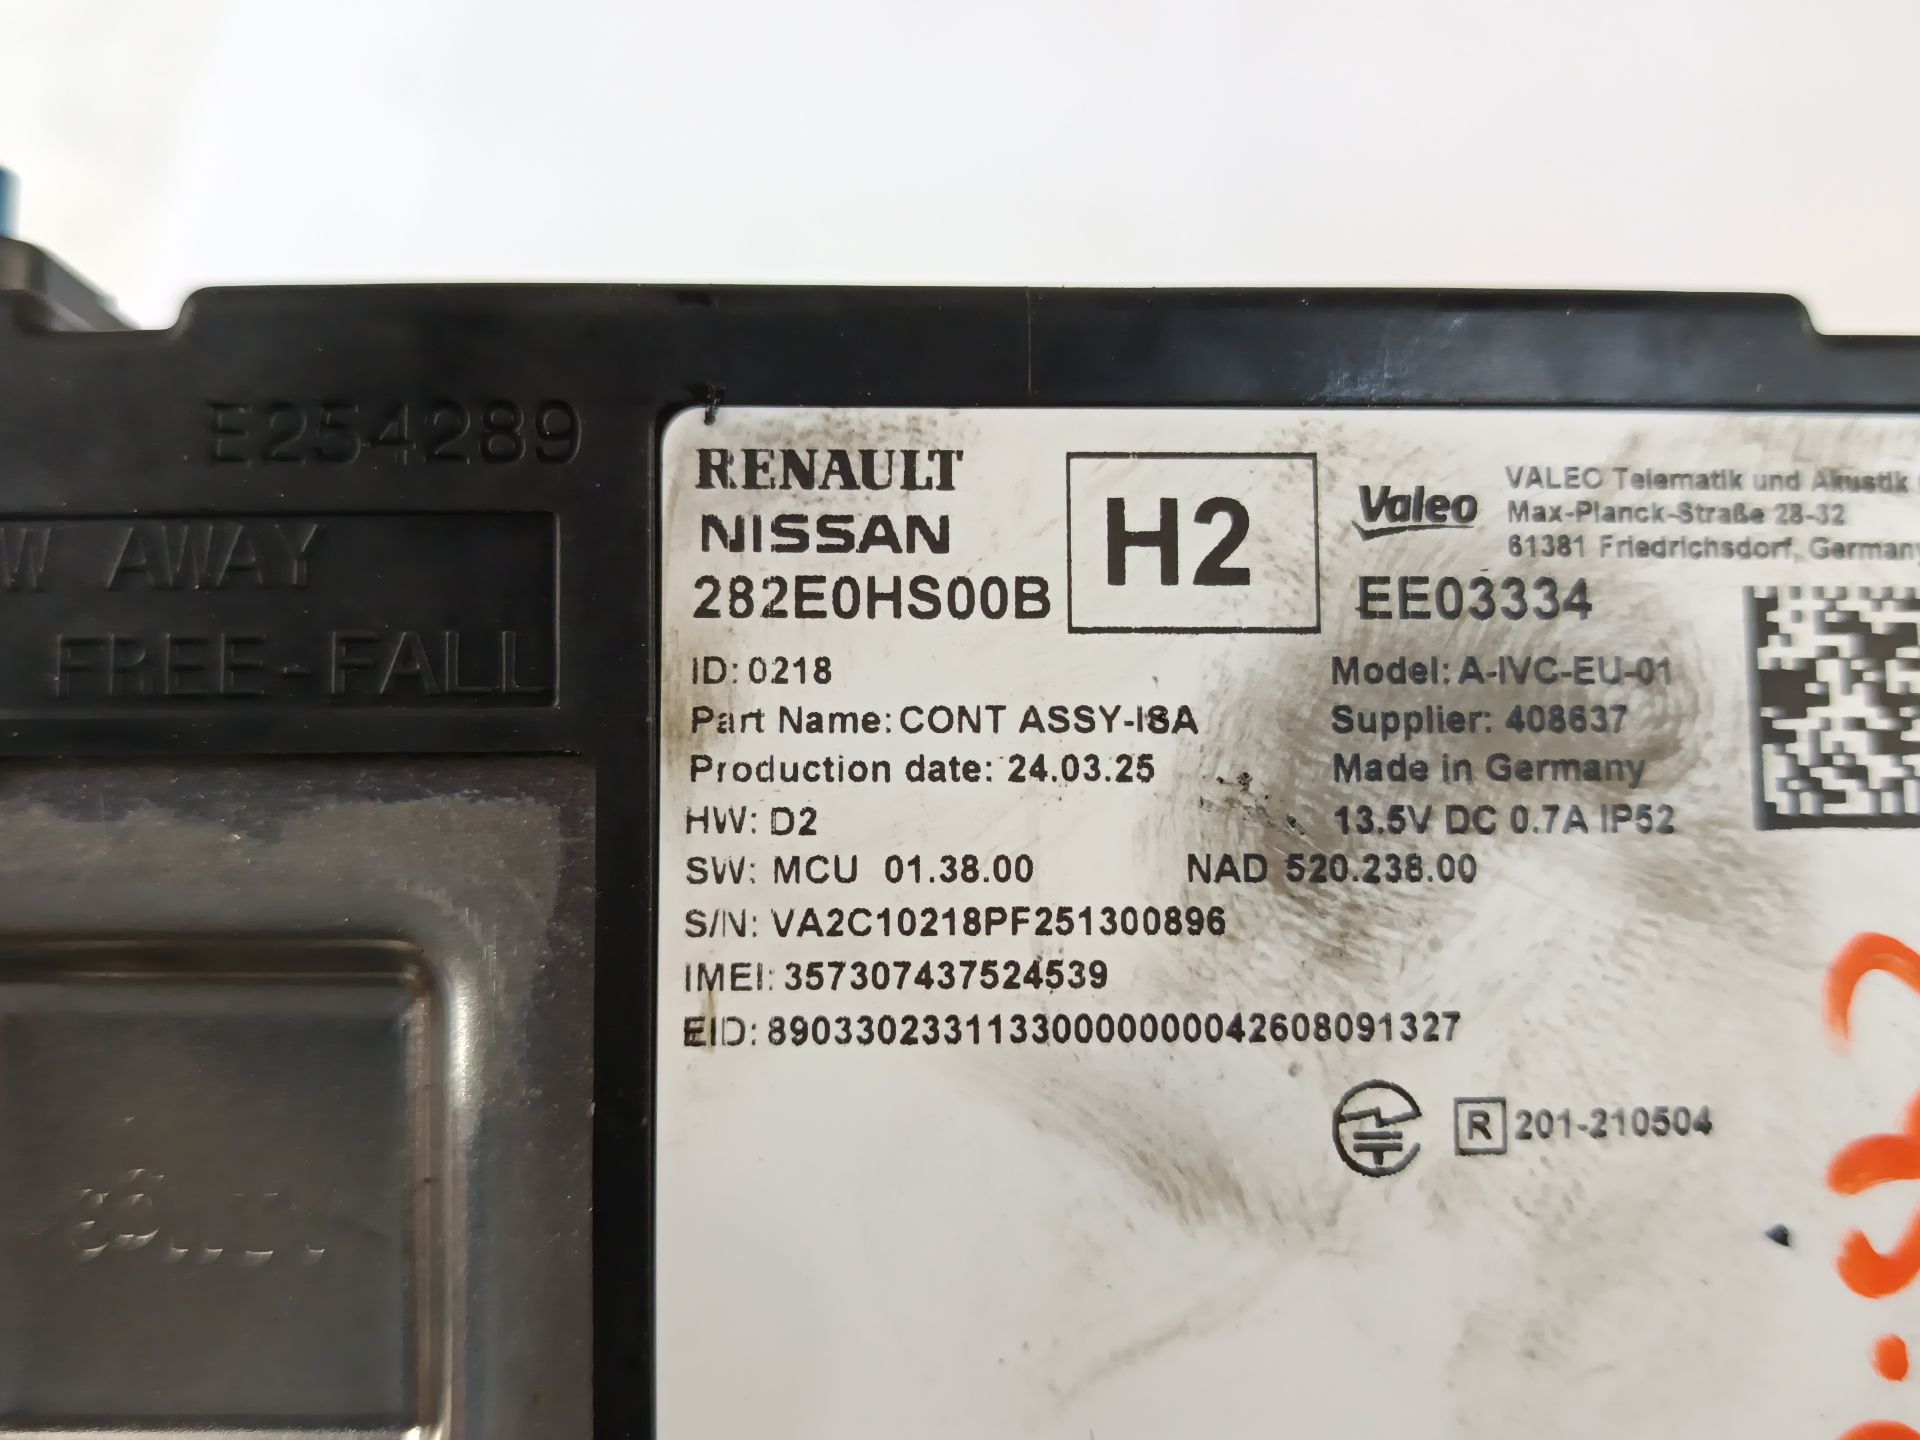 E254289
W AWAY
FREE-FALL
RENAULT
NISSAN
282E0HS00B
H2
Valeo
VALEO Telematik und Akustik
Max-Planck-Straße 28-32
61381 Friedrichsdorf, Germany
EE03334
ID: 0218
Model: A-IVC-EU-01
Part Name: CONT ASSY-ISA
Supplier: 408637
Production date: 24.03.25
Made in Germany
HW: D2
13.5V DC 0.7A IP52
SW: MCU 01.38.00 NAD 520.238.00
S/N: VA2C10218PF251300896
IMEI: 357307437524539
EID: 89033023311330000000042608091327
R 201-210504